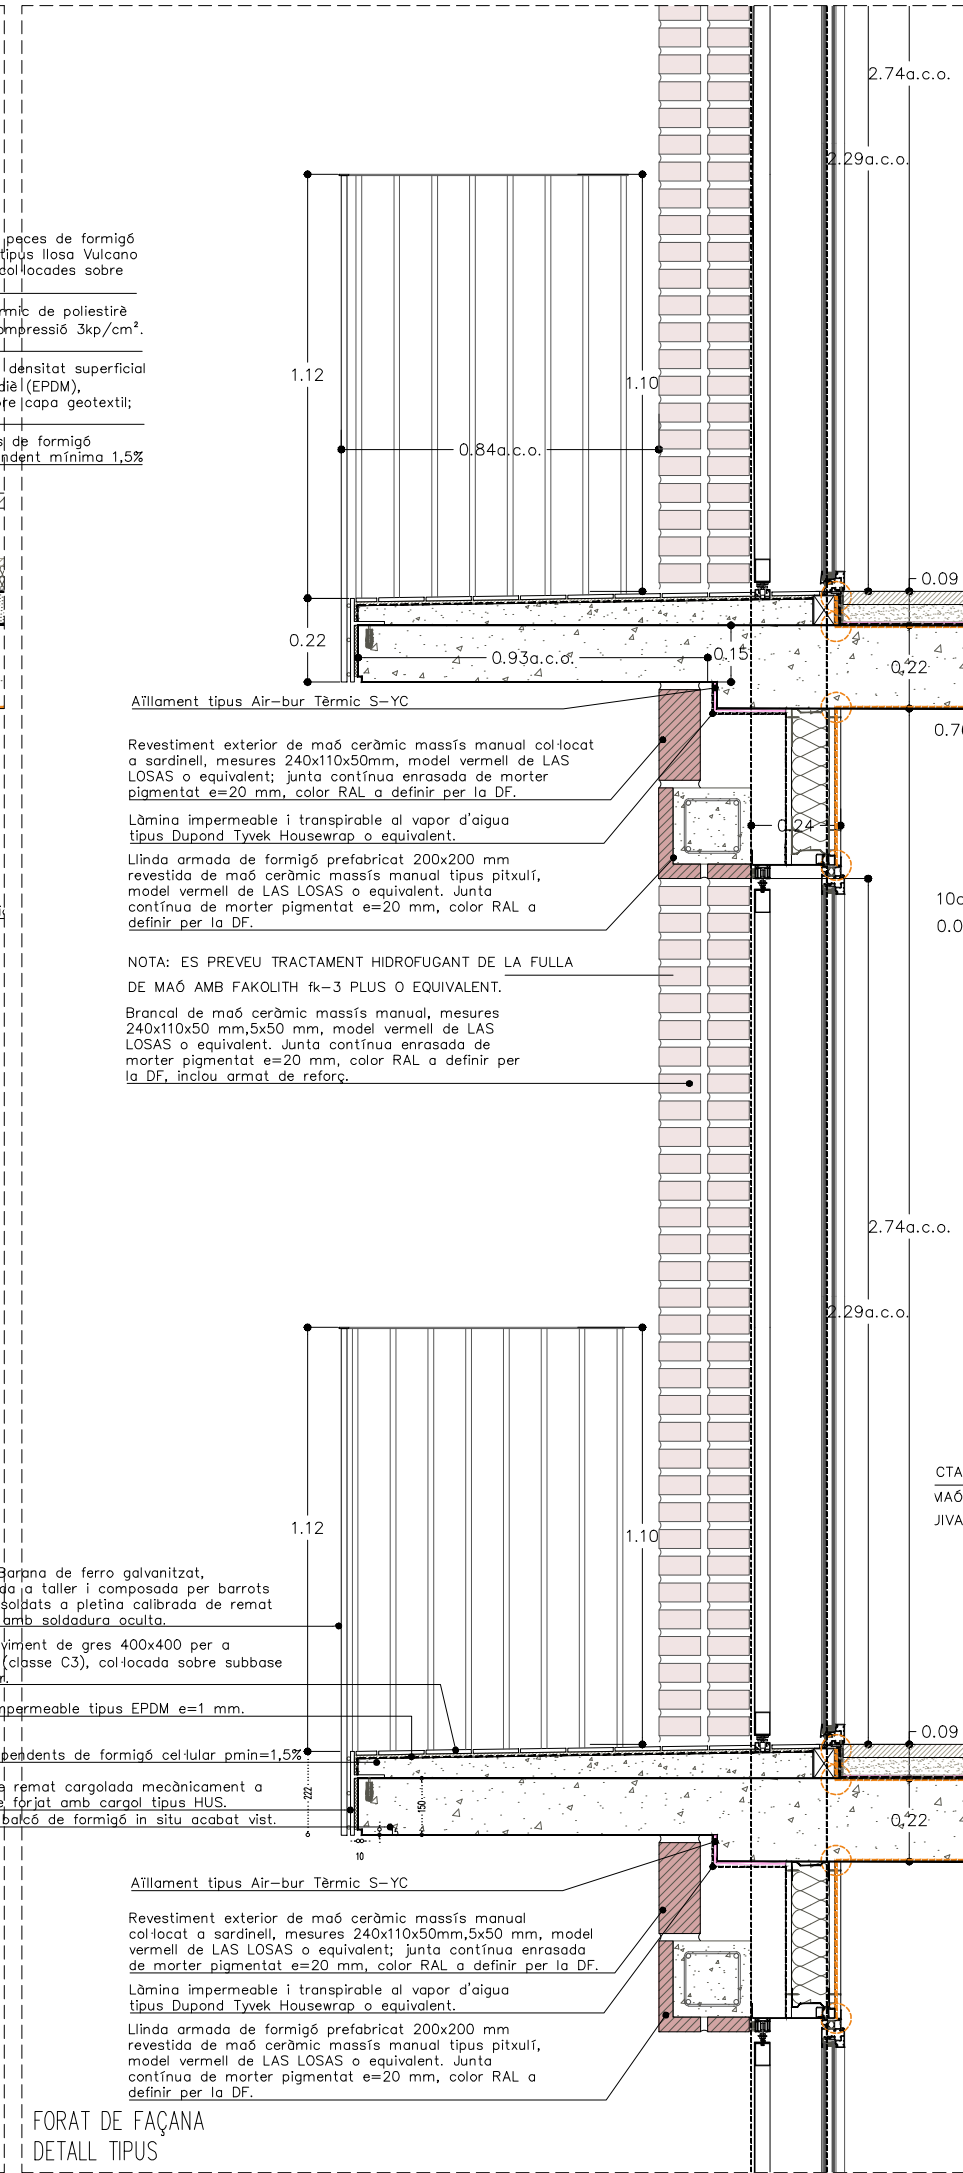 2.74a.c.o.
2.29a.c.o.
peces de formigó
tipus llosa Vulcano
col·locades sobre
de poliestirè
3kp/cm².
densitat superficial
(EPDM),
capa geotextil;
de formigó
mínima 1,5%
1.12
1.10
0.84a.c.o.
0.09
0.22
0.93a.c.o.
0.15
0.22
Aïllament tipus Air-bur Tèrmic S-YC
Revestiment exterior de maó ceràmic massís manual col·locat
a sardinell, mesures 240x110x50mm, model vermell de LAS
LOSAS o equivalent; junta contínua enrasada de morter
pigmentat e=20 mm, color RAL a definir per la DF.
Làmina impermeable i transpirable al vapor d'aigua
tipus Dupond Tyvek Housewrap o equivalent.
0.24
Llinda armada de formigó prefabricat 200x200 mm
revestida de maó ceràmic massís manual tipus pitxulí,
model vermell de LAS LOSAS o equivalent. Junta
contínua de morter pigmentat e=20 mm, color RAL a
definir per la DF.
NOTA: ES PREVEU TRACTAMENT HIDROFUGANT DE LA FULLA
DE MAÓ AMB FAKOLITH fk-3 PLUS O EQUIVALENT.
Brancal de maó ceràmic massís manual, mesures
240x110x50 mm,5x50 mm, model vermell de LAS
LOSAS o equivalent. Junta contínua enrasada de
morter pigmentat e=20 mm, color RAL a definir per
la DF, inclou armat de reforç.
2.74a.c.o.
2.29a.c.o.
1.12
1.10
Barana de ferro galvanitzat,
a taller i composada per barrots
soldats a pletina calibrada de remat
amb soldadura oculta.
de gres 400x400 per a
(classe C3), col·locada sobre subbase
tipus EPDM e=1 mm.
de formigó cel·lular pmin=1,5%
remat cargolada mecànicament a
forjat amb cargol tipus HUS.
balcó de formigó in situ acabat vist.
0.09
222
150
0.22
10
Aïllament tipus Air-bur Tèrmic S-YC
Revestiment exterior de maó ceràmic massís manual
col·locat a sardinell, mesures 240x110x50mm,5x50 mm, model
vermell de LAS LOSAS o equivalent; junta contínua enrasada
de morter pigmentat e=20 mm, color RAL a definir per la DF.
Làmina impermeable i transpirable al vapor d'aigua
tipus Dupond Tyvek Housewrap o equivalent.
Llinda armada de formigó prefabricat 200x200 mm
revestida de maó ceràmic massís manual tipus pitxulí,
model vermell de LAS LOSAS o equivalent. Junta
contínua de morter pigmentat e=20 mm, color RAL a
definir per la DF.
FORAT DE FAÇANA
DETALL TIPUS